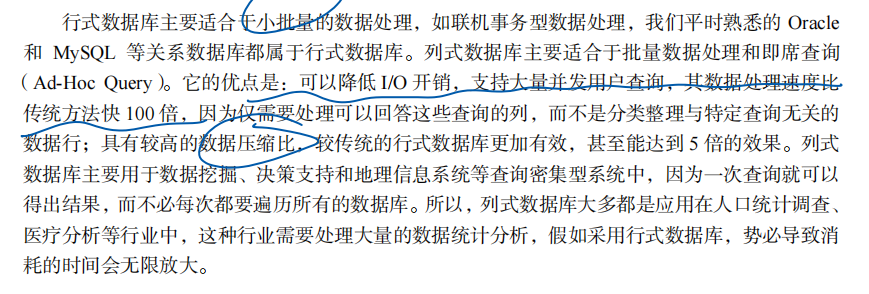 行式数据库主要适合于小批量的数据处理，如联机事务型数据处理，我们平时熟悉的 Oracle
和 MySQL 等关系数据库都属于行式数据库。列式数据库主要适合于批量数据处理和即席查询
（Ad-Hoc Query）。它的优点是：可以降低 I/O 开销，支持大量并发用户查询，其数据处理速度比
传统方法快 100 倍，因为仅需要处理可以回答这些查询的列，而不是分类整理与特定查询无关的
数据行；具有较高的数据压缩比，较传统的行式数据库更加有效，甚至能达到 5 倍的效果。列式
数据库主要用于数据挖掘、决策支持和地理信息系统等查询密集型系统中，因为一次查询就可以
得出结果，而不必每次都要遍历所有的数据库。所以，列式数据库大多都是应用在人口统计调查、
医疗分析等行业中，这种行业需要处理大量的数据统计分析，假如采用行式数据库，势必导致消
耗的时间会无限放大。